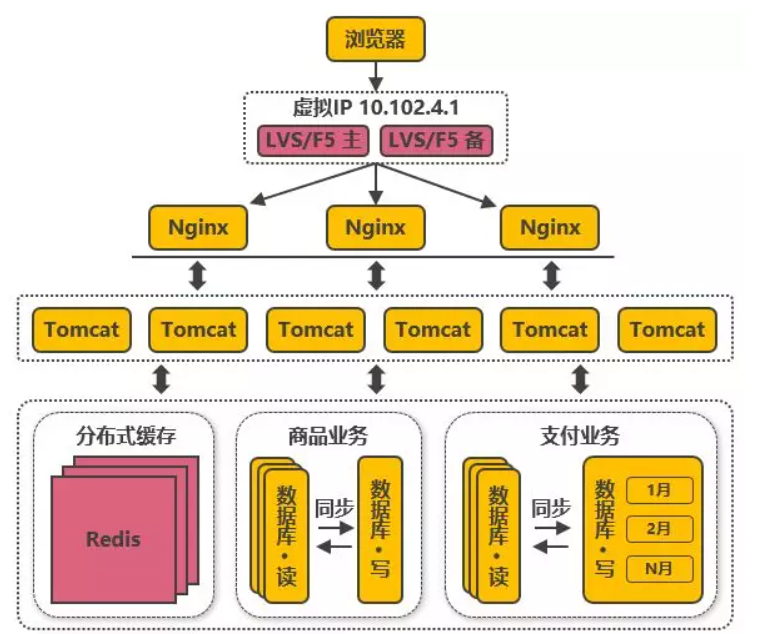 浏览器
虚拟IP 10.102.4.1
LVS/F5 主
LVS/F5 备
Nginx
Nginx
Nginx
Tomcat
Tomcat
Tomcat
Tomcat
Tomcat
Tomcat
分布式缓存
Redis
商品业务
数据库·读
同步
数据库·写
支付业务
数据库·读
同步
数据库·写
1月
2月
N月